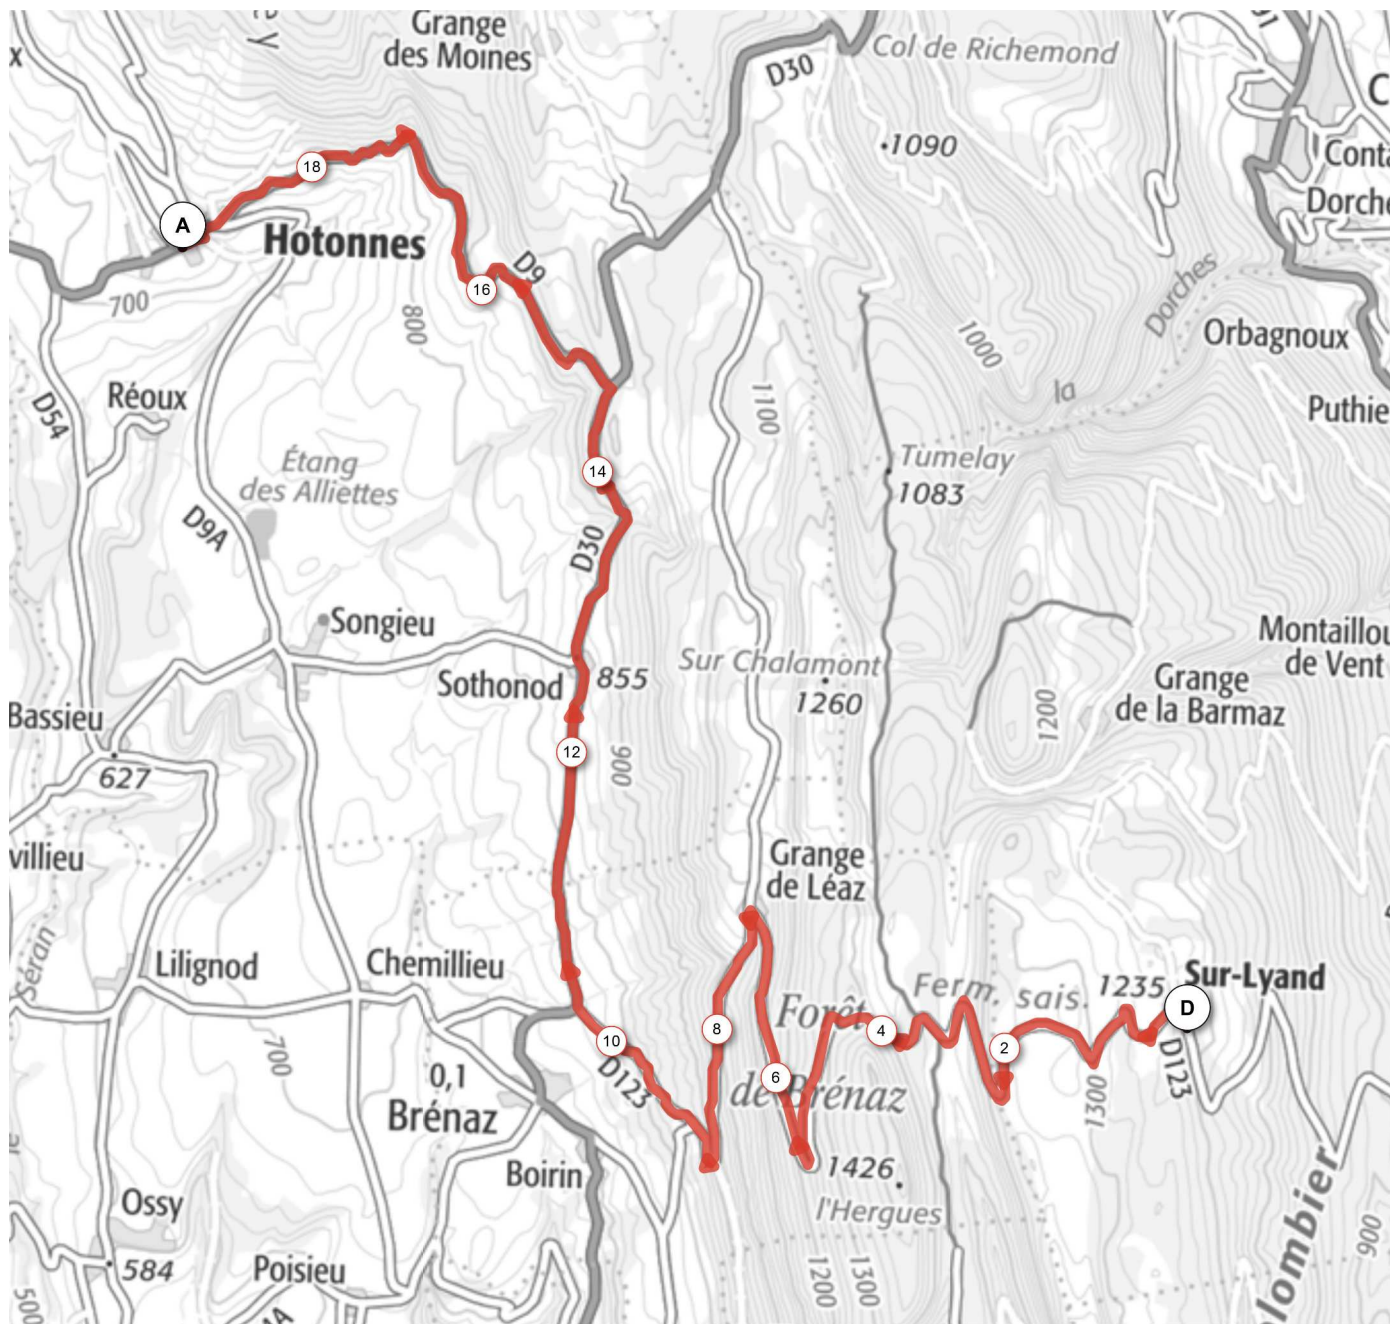 Grange
des Moines
Col de Richemond
D30
1090
Dorches
18
A
Hotonnes
D9
16
700
800
la
Orbagnoux
1000
D54
Réoux
1100
Étang
des Alliettes
14
Tumelay
1083
D9A
D30
Songieu
Sur Chalamont
1260
Sothonod
855
Grange
de la Barmaz
1200
Bassieu
627
12
900
Grange
de Léaz
Séran
Lilignod
Chemillieu
Ferm. sais.
1235
Sur-Lyand
D
Forêt
de Brénaz
10
8
6
4
2
D123
D123
1300
700
0,1
Brénaz
Boirin
1426
l'Hergues
Ossy
584
Poisieu
1200
1300
900
500